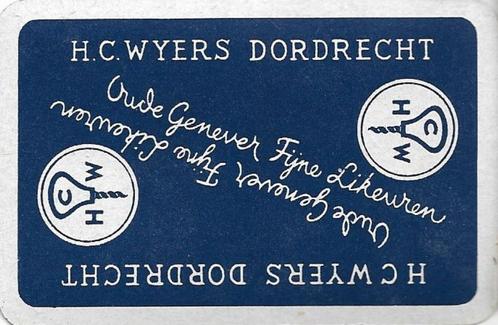 H.C.WYERS DORDRECHT
Oude Genever Fijne Likeuren
H C W
Oude Genever Fijne Likeuren
H C W
H C WYERS DORDRECHT